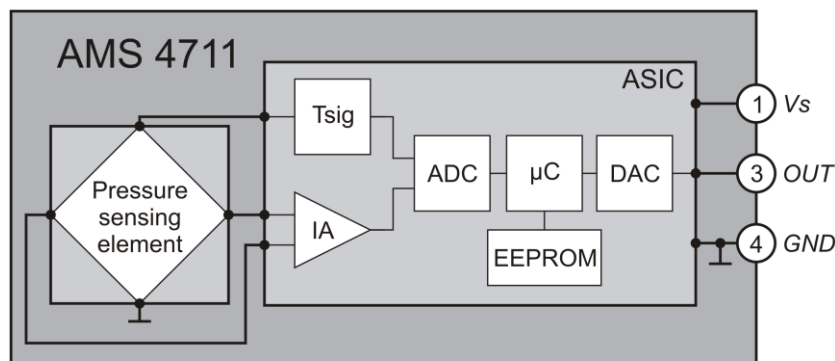 AMS 4711
ASIC
Tsig
1 Vs
Pressure
sensing
element
ADC
µC
DAC
3 OUT
IA
EEPROM
4 GND